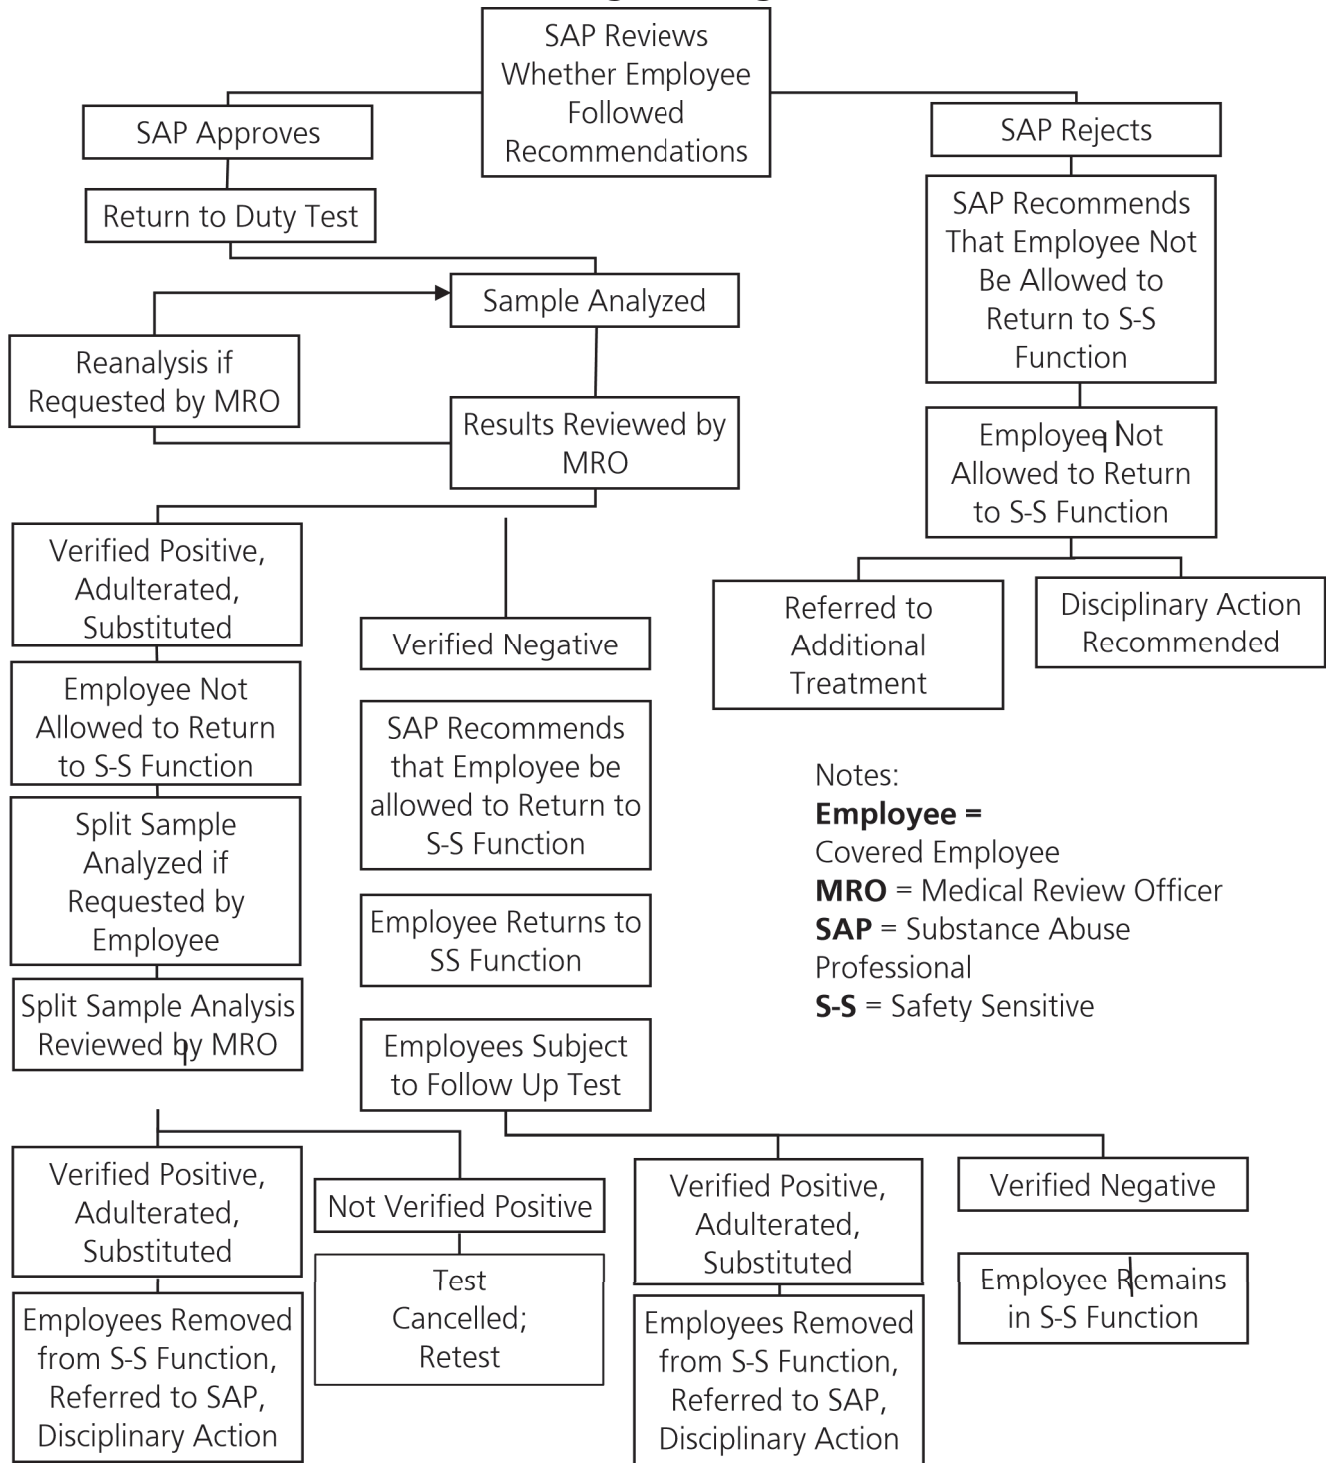 SAP Reviews
Whether Employee
Followed
Recommendations
SAP Approves
SAP Rejects
Return to Duty Test
SAP Recommends
That Employee Not
Be Allowed to
Return to S-S
Function
Sample Analyzed
Reanalysis if
Requested by MRO
Results Reviewed by
MRO
Employee Not
Allowed to Return
to S-S Function
Verified Positive,
Adulterated,
Substituted
Referred to
Additional
Treatment
Disciplinary Action
Recommended
Verified Negative
Employee Not
Allowed to Return
to S-S Function
SAP Recommends
that Employee be
allowed to Return to
S-S Function
Split Sample
Analyzed if
Requested by
Employee
Notes:
Employee =
Covered Employee
MRO = Medical Review Officer
SAP = Substance Abuse
Professional
S-S = Safety Sensitive
Employee Returns to
SS Function
Split Sample Analysis
Reviewed by MRO
Employees Subject
to Follow Up Test
Verified Positive,
Adulterated,
Substituted
Not Verified Positive
Verified Positive,
Adulterated,
Substituted
Verified Negative
Employees Removed
from S-S Function,
Referred to SAP,
Disciplinary Action
Test
Cancelled;
Retest
Employees Removed
from S-S Function,
Referred to SAP,
Disciplinary Action
Employee Remains
in S-S Function